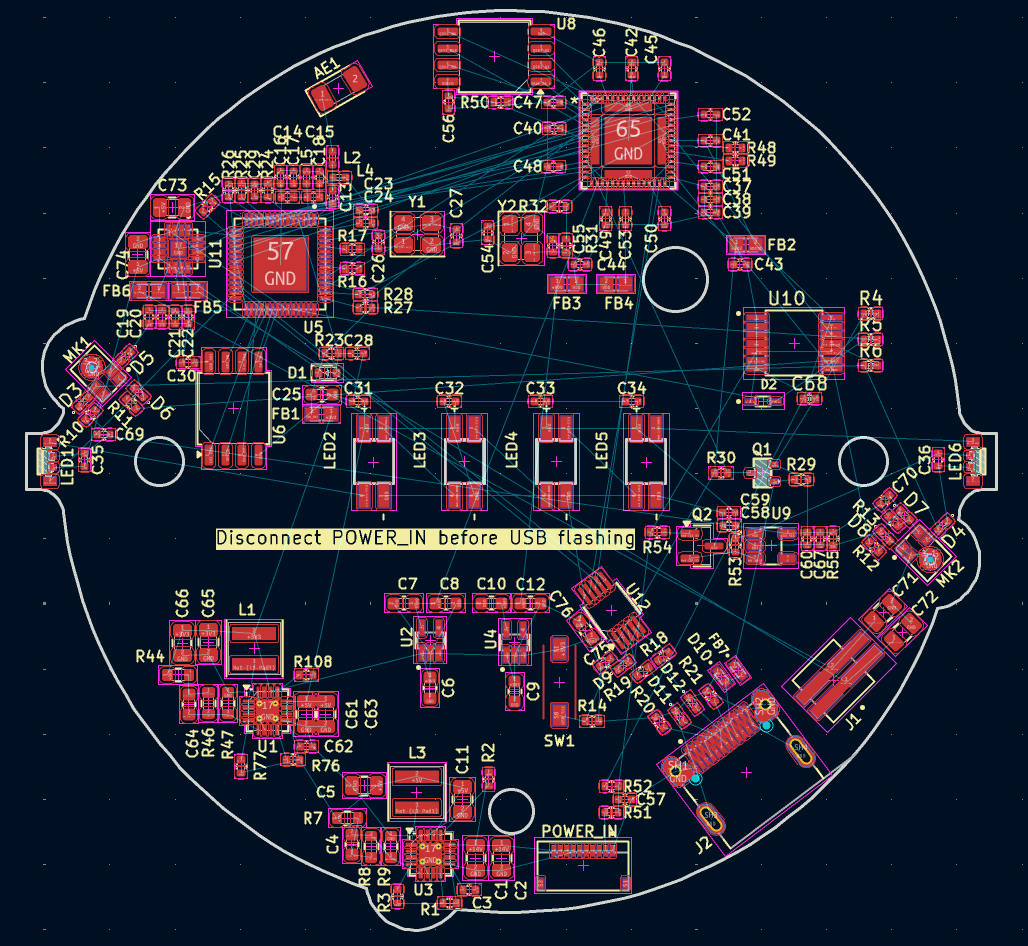 U8
C46
C42
C45
AE1
1
2
R50
C47
C56
C40
65
GND
C52
C41
R48
R49
C48
C51
C37
C38
C39
C14
C15
C16
C18
L2
L4
R26
R25
R29
R24
C13
C23
C24
C73
R15
Y1
C27
Y2
R32
C54
C55
R31
C49
C53
C50
57
GND
R17
R16
C26
U11
C74
FB2
C43
C44
FB6
FB5
R28
R27
FB3
FB4
U10
R4
R5
R6
C19
C20
C21
C22
U5
R23
C28
MK1
D5
D3
D6
R11
R10
C30
D1
C25
FB1
U6
C31
C32
C33
C34
D2
C68
C69
LED1
C35
LED2
LED3
LED4
LED5
R30
Q1
R29
C36
LED6
C70
D7
D8
R12
D4
MK2
Disconnect POWER_IN before USB flashing
R54
Q2
C59
C58
U9
R53
C60
C67
R55
C7
C8
C10
C12
U2
U4
C6
C9
C76
C75
U12
C71
C72
J1
C66
C65
L1
R44
R108
D9
R19
R18
R20
D10
FB7
R21
D12
D11
R14
SW1
C64
R46
R47
U1
C61
C63
C62
R77
R76
SH1
GND
J2
L3
C11
R2
C5
R7
C4
R8
R9
R3
U3
R1
C3
C1
C2
R52
C57
R51
POWER_IN